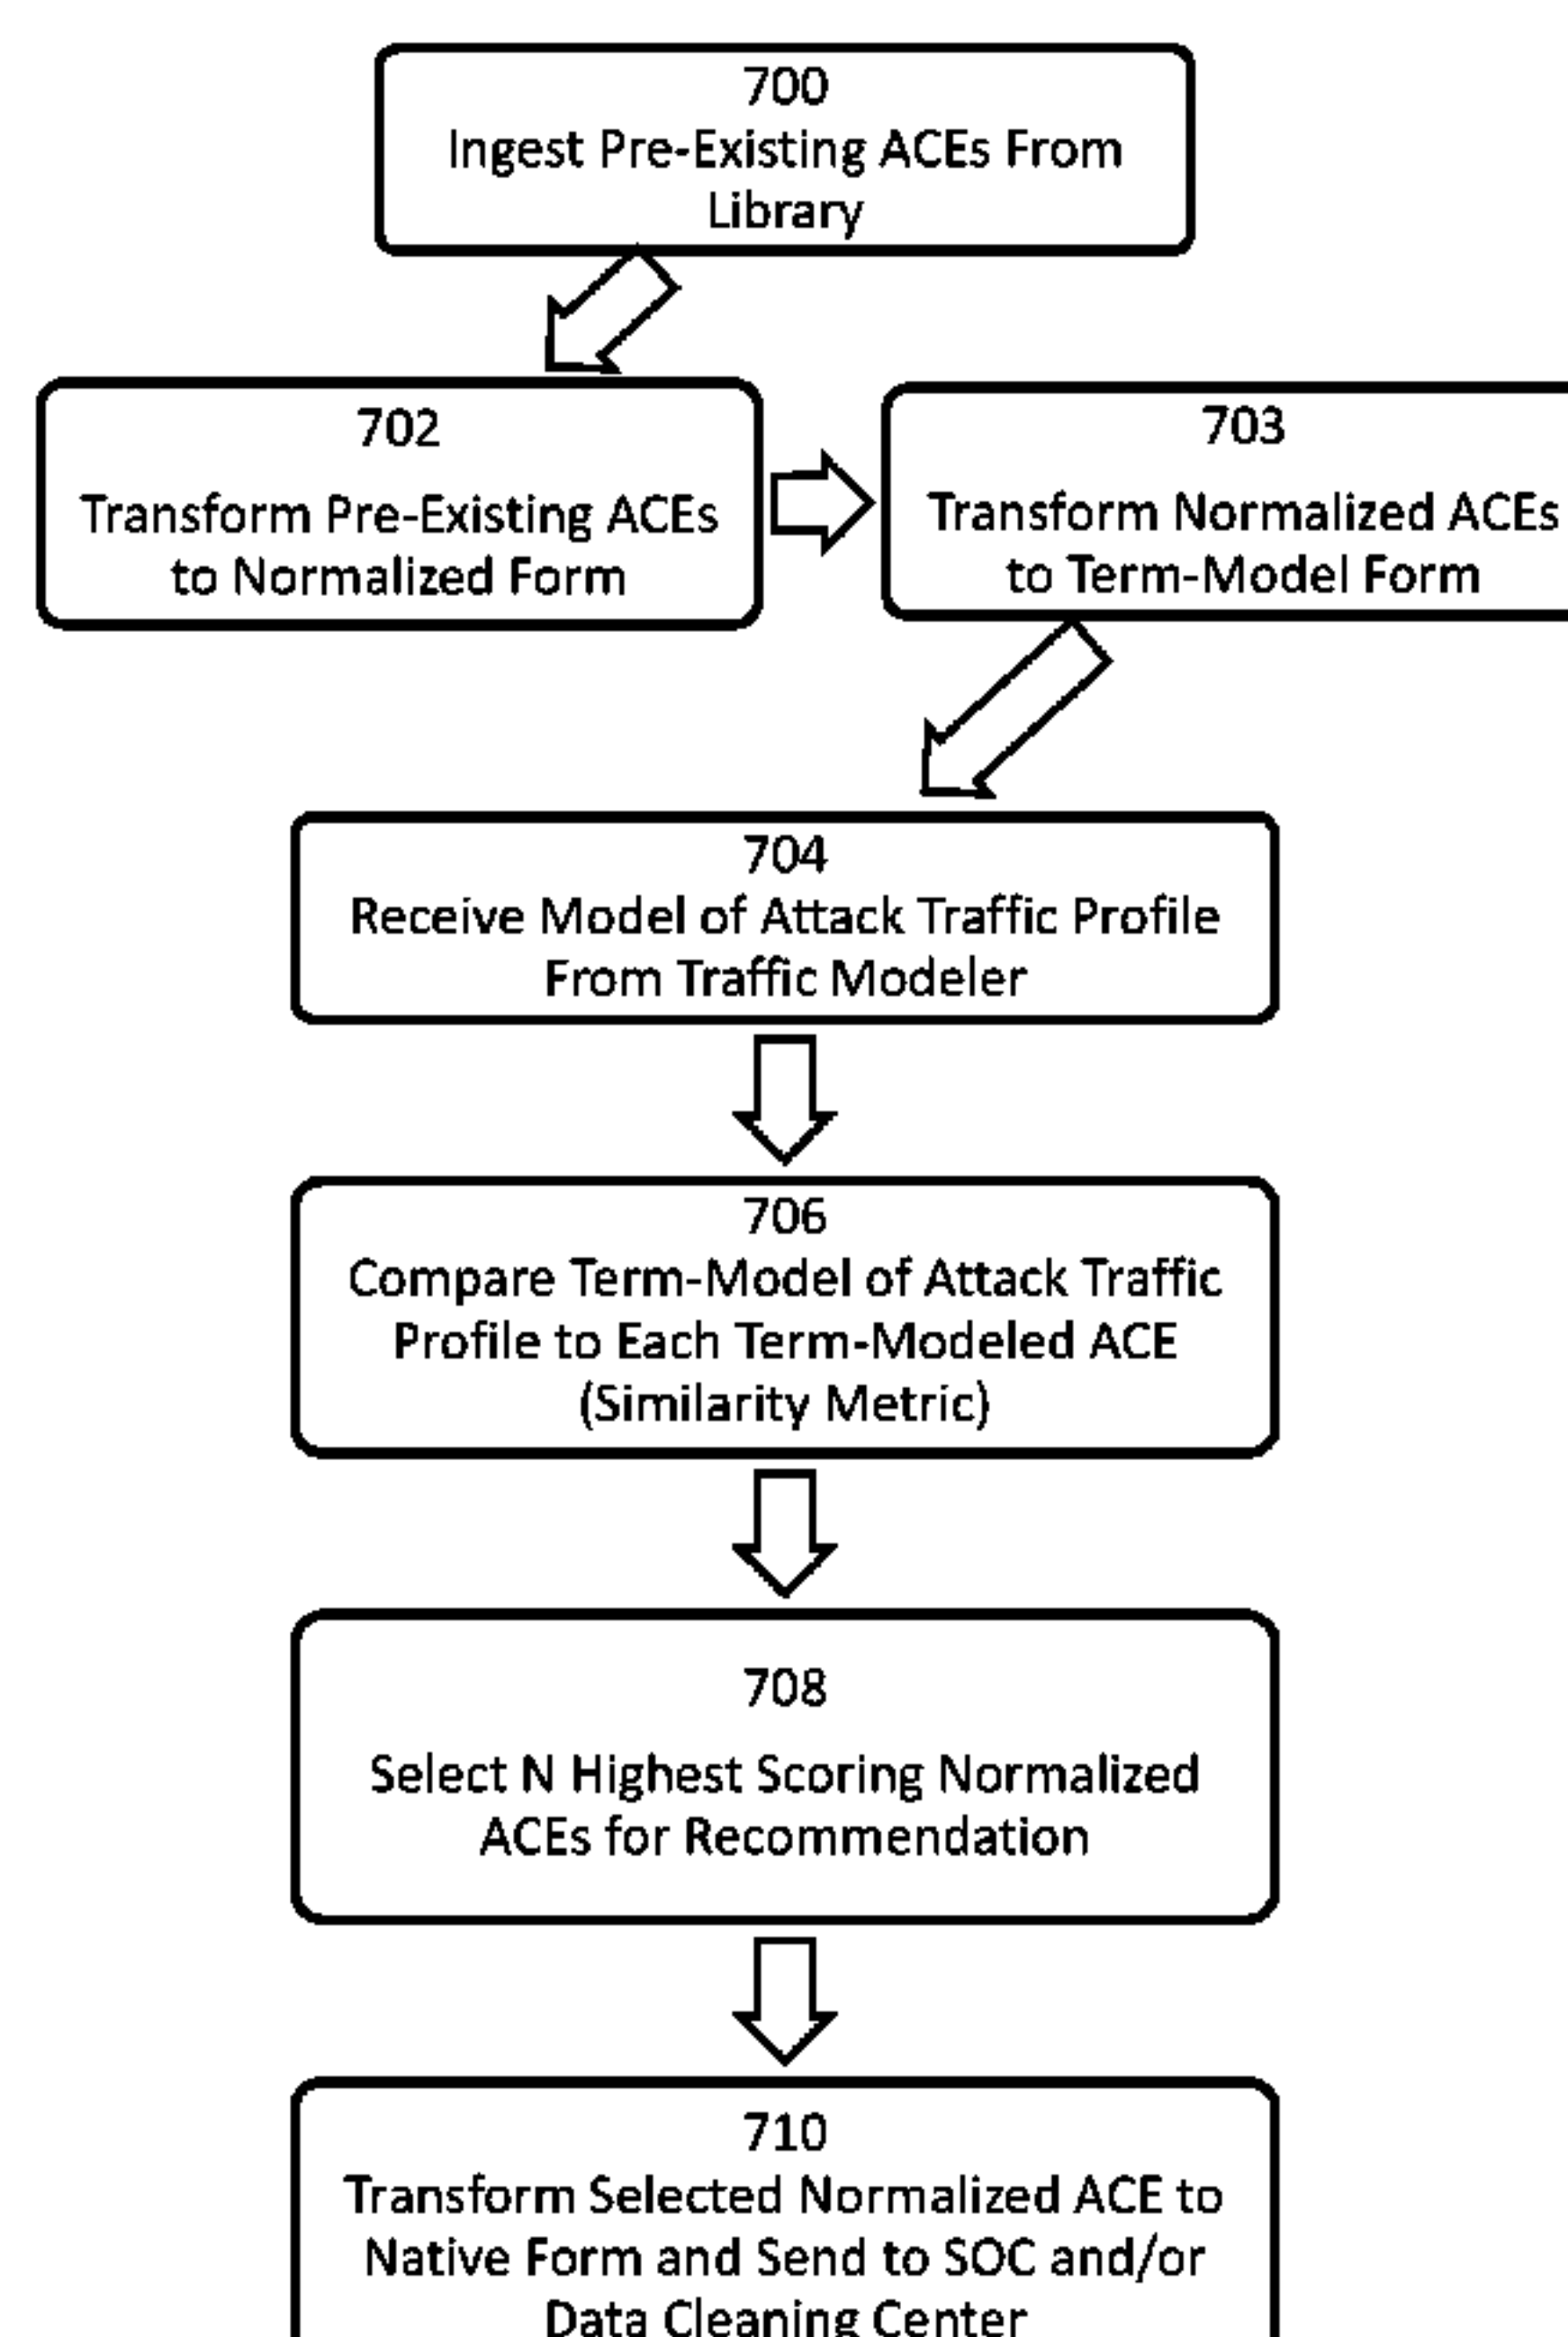 700
Ingest Pre-Existing ACEs From
Library
702
Transform Pre-Existing ACEs
to Normalized Form
703
Transform Normalized ACEs
to Term-Model Form
704
Receive Model of Attack Traffic Profile
From Traffic Modeler
706
Compare Term-Model of Attack Traffic
Profile to Each Term-Modeled ACE
(Similarity Metric)
708
Select N Highest Scoring Normalized
ACEs for Recommendation
710
Transform Selected Normalized ACE to
Native Form and Send to SOC and/or
Data Cleaning Center